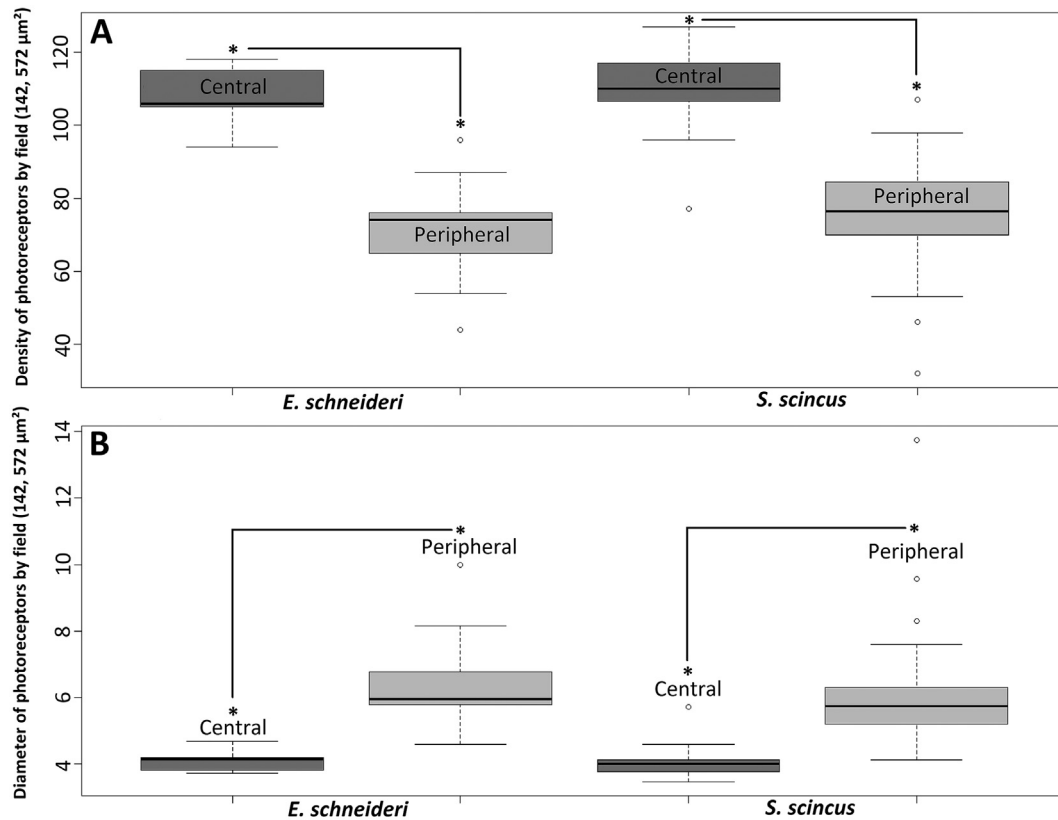 A
Density of photoreceptors by field (142, 572 µm²)
120
100
80
60
40
*
Central
*
Peripheral
*
Central
*
Peripheral
E. schneideri
S. scincus
B
Diameter of photoreceptors by field (142, 572 µm²)
14
12
10
8
6
4
*
Central
*
Peripheral
*
Central
*
Peripheral
E. schneideri
S. scincus